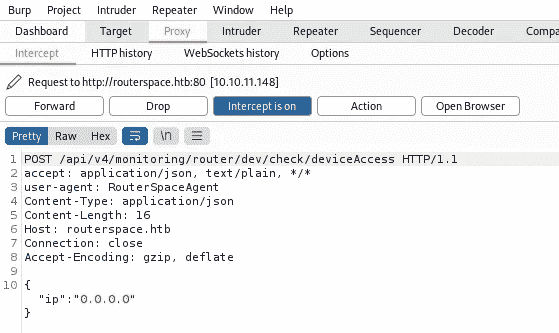 Burp Project Intruder Repeater Window Help
Dashboard Target Proxy Intruder Repeater Sequencer Decoder Compa
Intercept HTTP history WebSockets history Options
Request to http://routerspace.htb:80 [10.10.11.148]
Forward Drop Intercept is on Action Open Browser
Pretty Raw Hex \n
1 POST /api/v4/monitoring/router/dev/check/deviceAccess HTTP/1.1
2 accept: application/json, text/plain, */*
3 user-agent: RouterSpaceAgent
4 Content-Type: application/json
5 Content-Length: 16
6 Host: routerspace.htb
7 Connection: close
8 Accept-Encoding: gzip, deflate
9
10 {
"ip":"0.0.0.0"
}